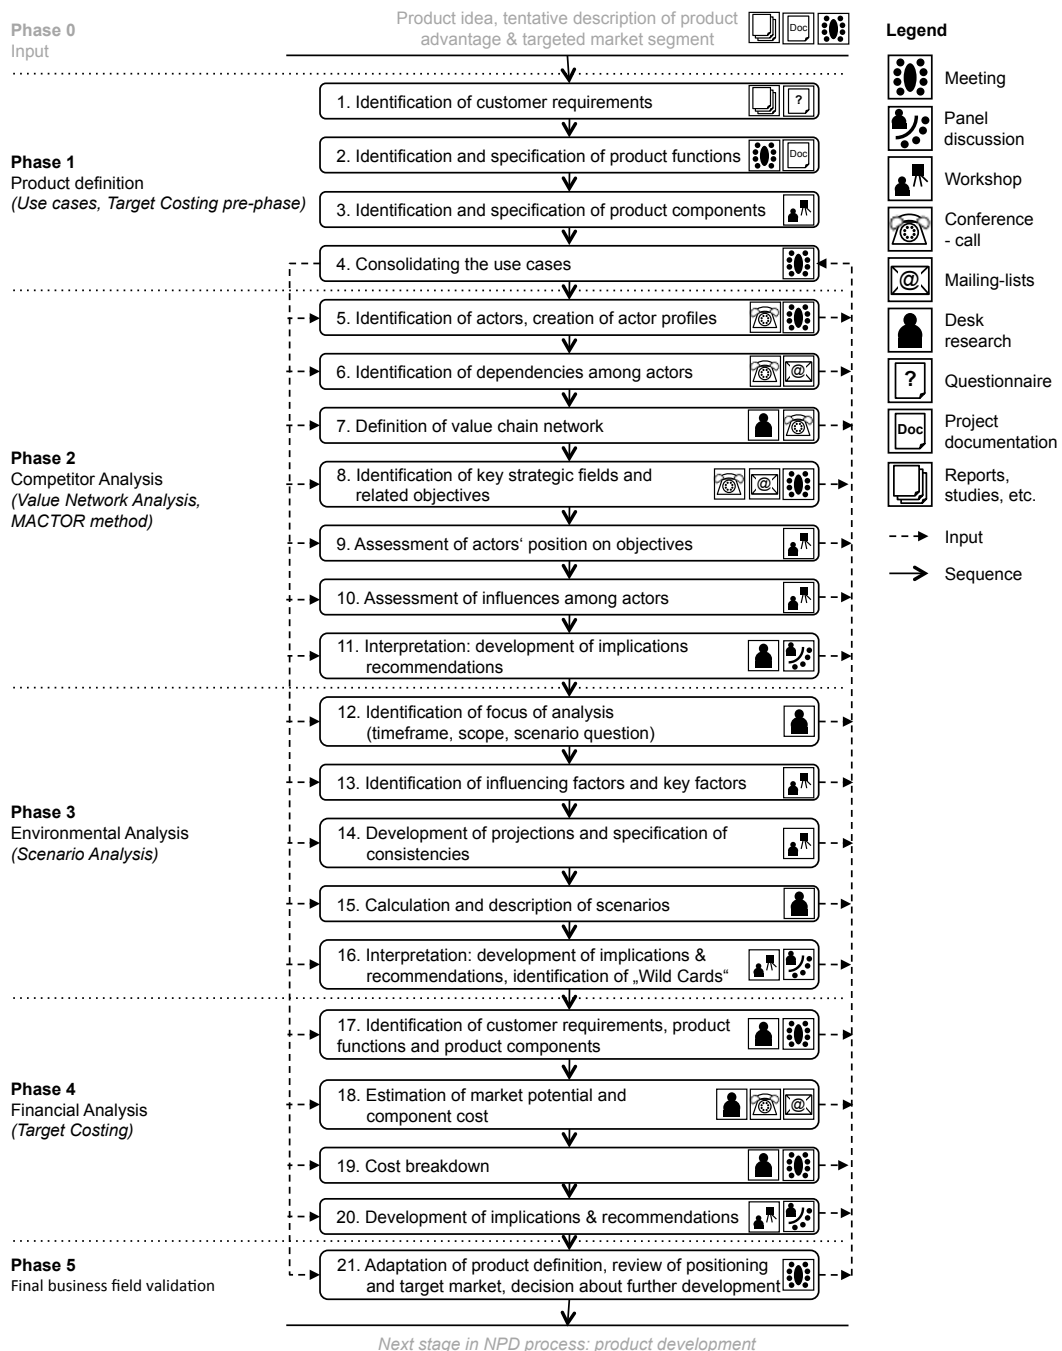 Phase 0
Input
Product idea, tentative description of product
advantage & targeted market segment
Doc
Legend
Meeting
Panel
discussion
Workshop
Conference
- call
@
Mailing-lists
Desk
research
?
Questionnaire
Doc
Project
documentation
Reports,
studies, etc.
Input
Sequence
Phase 1
Product definition
(Use cases, Target Costing pre-phase)
1. Identification of customer requirements
?
2. Identification and specification of product functions
Doc
3. Identification and specification of product components
4. Consolidating the use cases
Phase 2
Competitor Analysis
(Value Network Analysis,
MACTOR method)
5. Identification of actors, creation of actor profiles
6. Identification of dependencies among actors
@
7. Definition of value chain network
8. Identification of key strategic fields and
related objectives
@
9. Assessment of actors‘ position on objectives
10. Assessment of influences among actors
11. Interpretation: development of implications
recommendations
Phase 3
Environmental Analysis
(Scenario Analysis)
12. Identification of focus of analysis
(timeframe, scope, scenario question)
13. Identification of influencing factors and key factors
14. Development of projections and specification of
consistencies
15. Calculation and description of scenarios
16. Interpretation: development of implications &
recommendations, identification of „Wild Cards“
Phase 4
Financial Analysis
(Target Costing)
17. Identification of customer requirements, product
functions and product components
18. Estimation of market potential and
component cost
@
19. Cost breakdown
20. Development of implications & recommendations
Phase 5
Final business field validation
21. Adaptation of product definition, review of positioning
and target market, decision about further development
Next stage in NPD process: product development